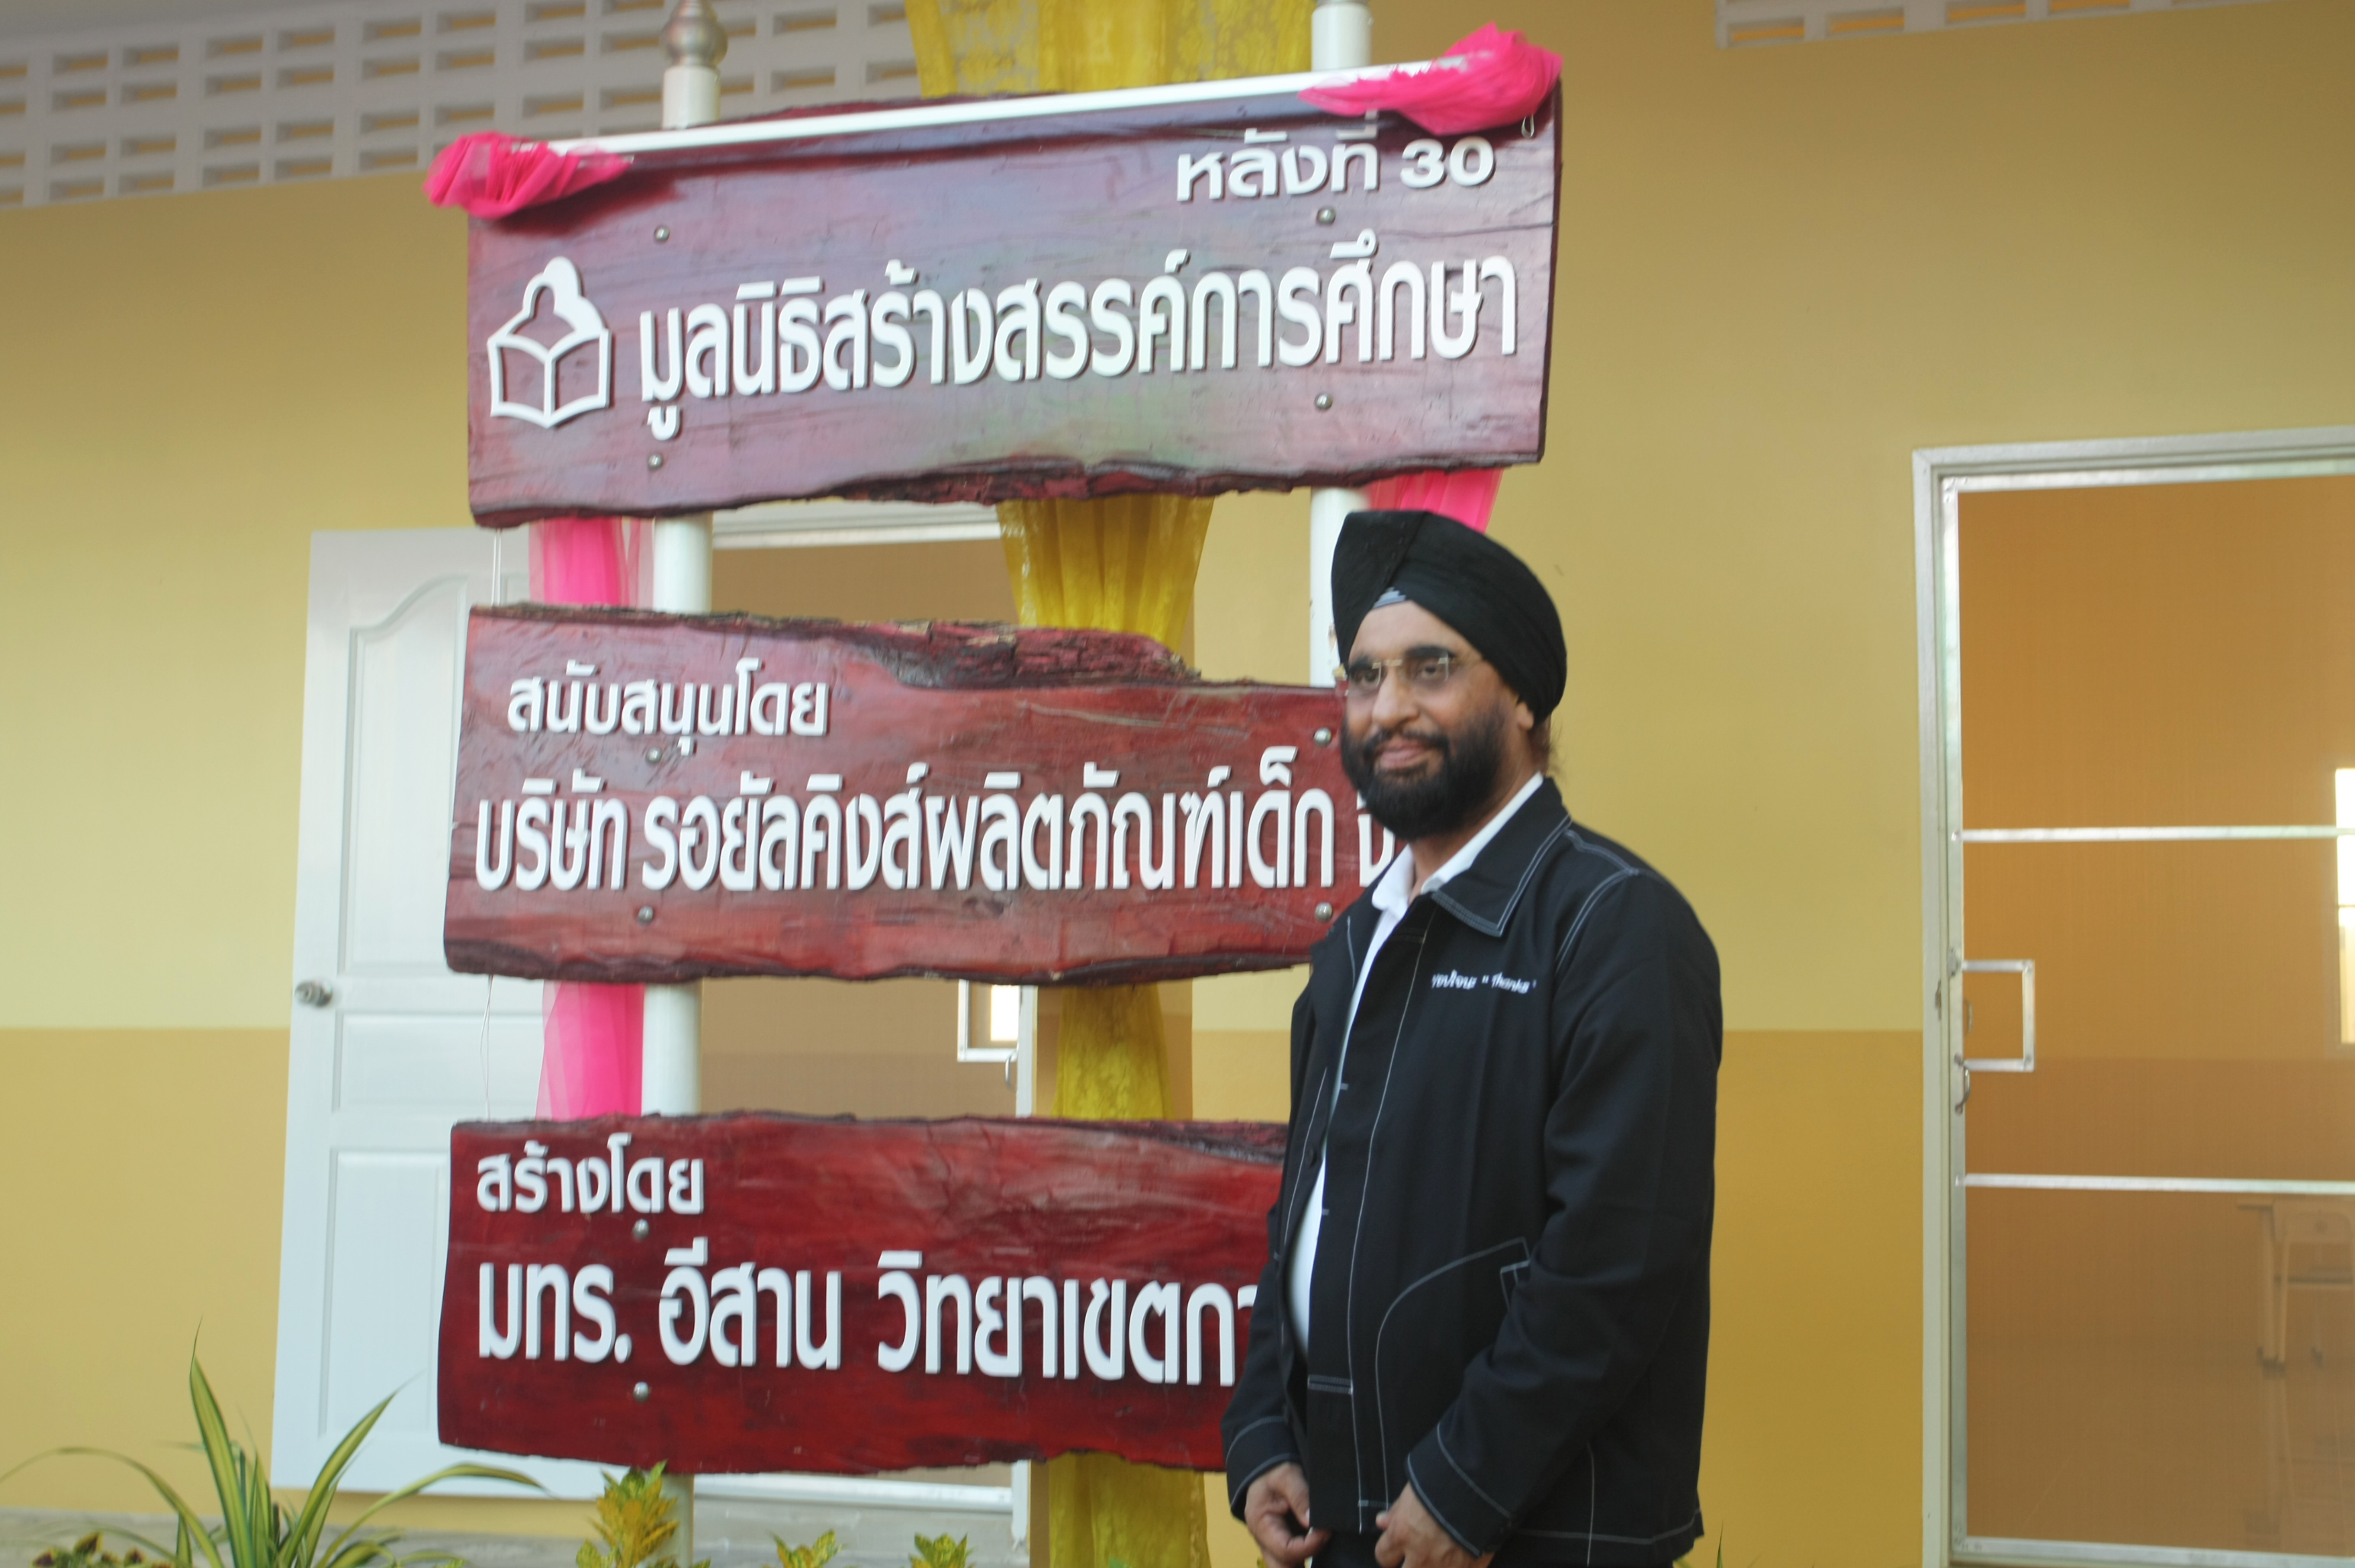 หลังที่ 30
มูลนิธิสร้างสรรค์การศึกษา
สนับสนุนโดย
บริษัท รอยัลคิงส์ผลิตภัณฑ์เด็ก
สร้างโดย
มทร. อีสาน วิทยาเขตกา
"Thanks"